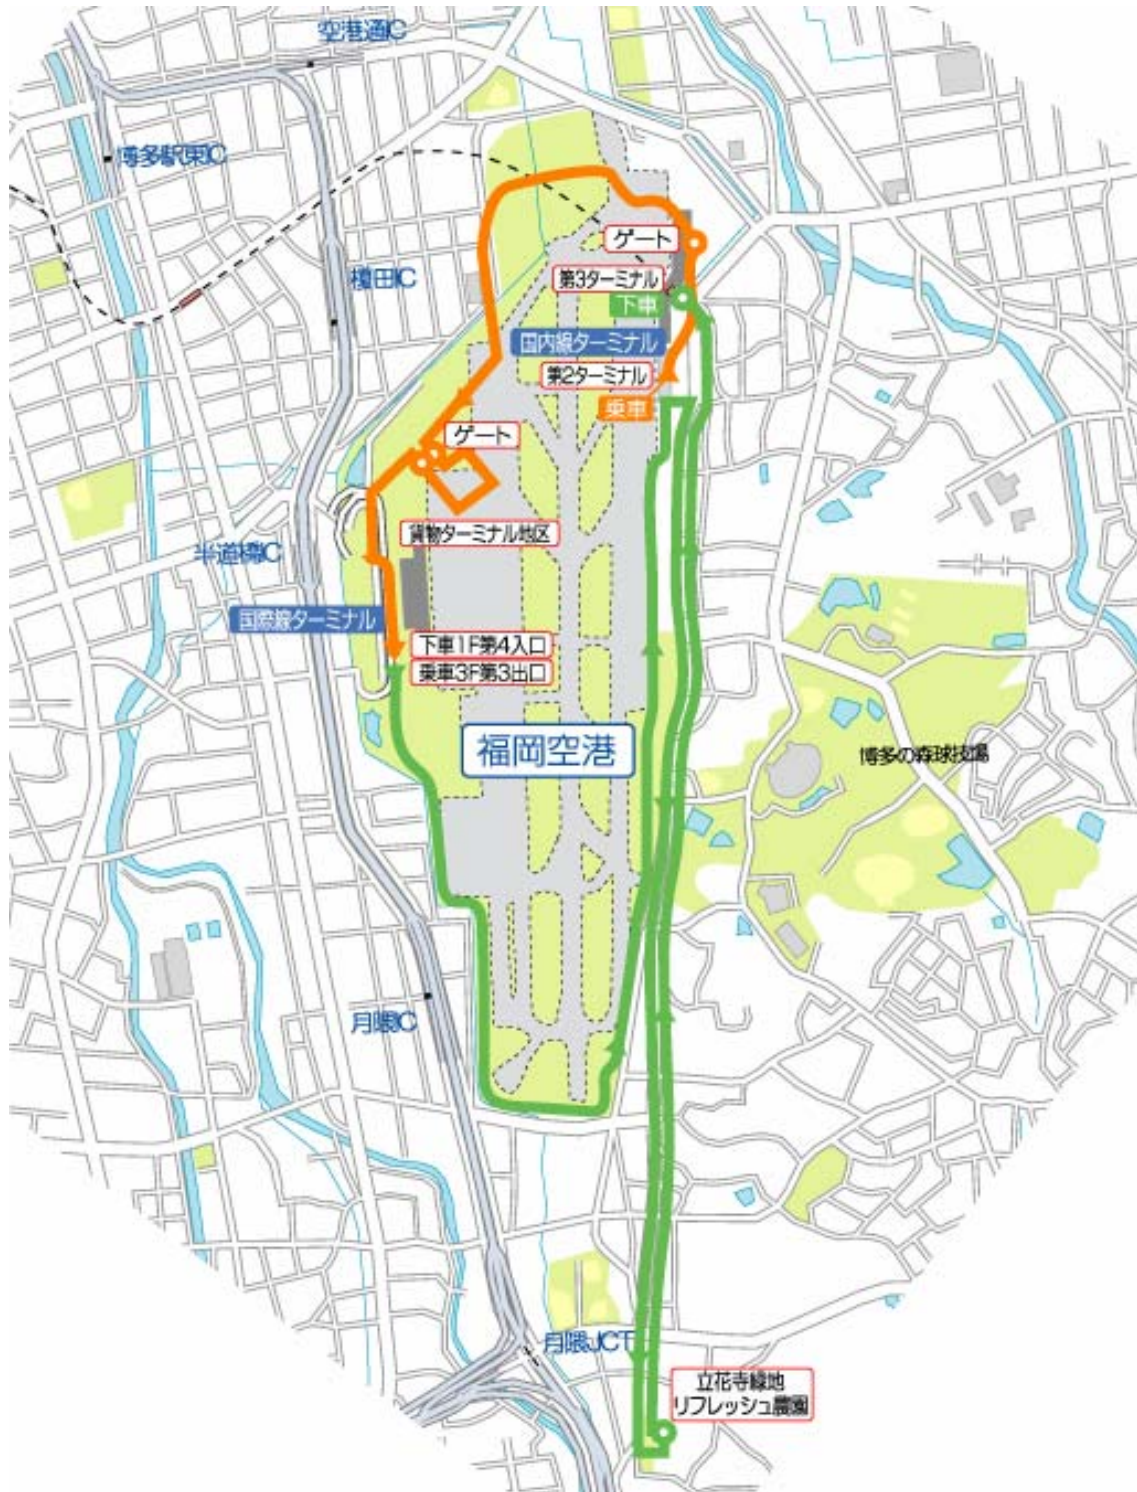 空港通IC
博多駅東IC
ゲート
第3ターミナル
榎田IC
下車
国内線ターミナル
第2ターミナル
乗車
ゲート
貨物ターミナル地区
半道橋IC
国際線ターミナル
下車1F第4入口
乗車3F第3出口
福岡空港
博多の森球技場
月隈IC
月隈JCT
立花寺緑地
リフレッシュ農園